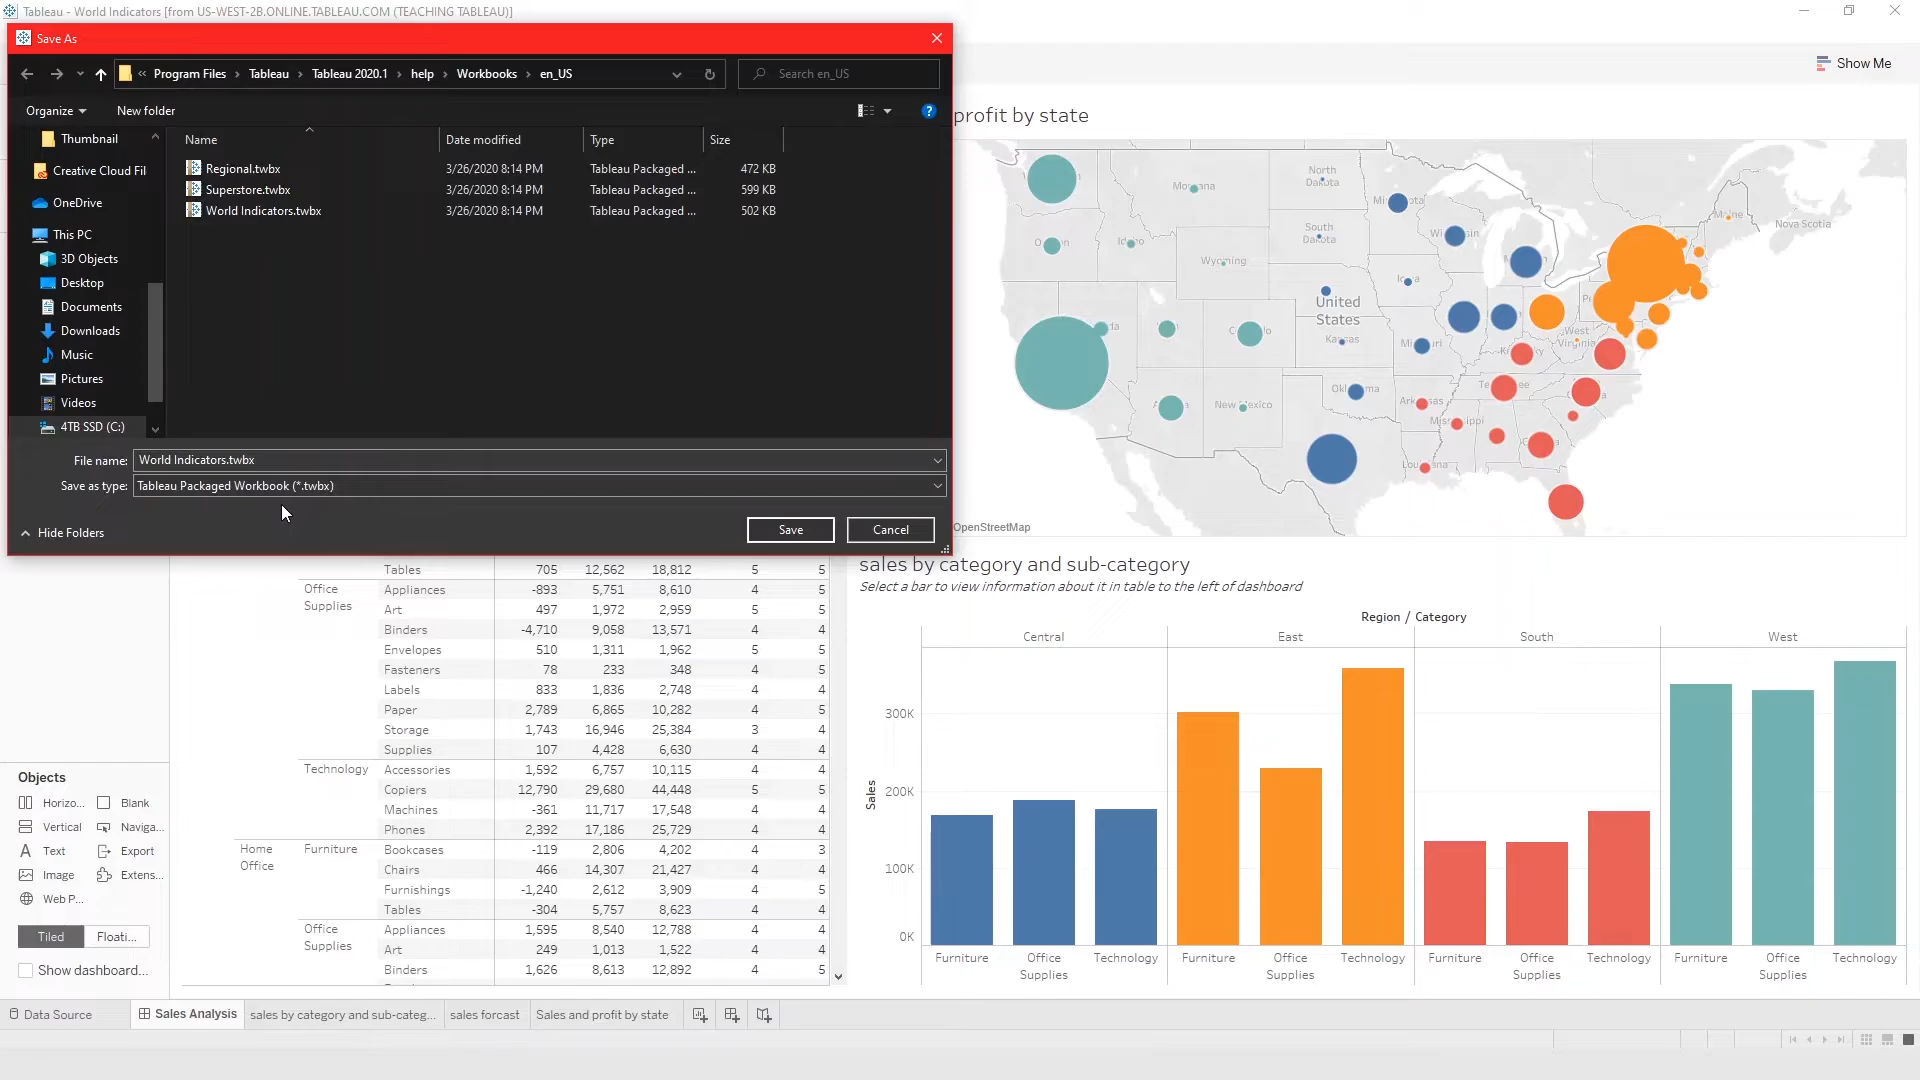 Tableau - World Indicators [from US-WEST-2B.ONLINE.TABLEAU.COM (TEACHING TABLEAU)]
Save As
« Program Files › Tableau › Tableau 2020.1 › help › Workbooks › en_US
Search en_US
Organize
New folder
Thumbnail
Creative Cloud Fil
OneDrive
This PC
3D Objects
Desktop
Documents
Downloads
Music
Pictures
Videos
4TB SSD (C:)
Name Date modified Type Size
Regional.twbx 3/26/2020 8:14 PM Tableau Packaged ... 472 KB
Superstore.twbx 3/26/2020 8:14 PM Tableau Packaged ... 599 KB
World Indicators.twbx 3/26/2020 8:14 PM Tableau Packaged ... 502 KB
File name: World Indicators.twbx
Save as type: Tableau Packaged Workbook (*.twbx)
Hide Folders
Save
Cancel
Show Me
profit by state
North Dakota
South Dakota
Wyoming
United States
New Mexico
West Virginia
Maine
Nova Scotia
OpenStreetMap
Tables 705 12,562 18,812 5 5
Office Supplies
Appliances -893 5,751 8,610 4 5
Art 497 1,972 2,959 5 5
Binders -4,710 9,058 13,571 4 4
Envelopes 510 1,311 1,962 4 5
Fasteners 78 233 348 4 5
Labels 833 1,836 2,748 4 4
Paper 2,789 6,865 10,282 4 5
Storage 1,743 16,946 25,384 3 4
Supplies 107 4,428 6,630 4 4
Technology Accessories 1,592 6,757 10,115 4 4
Copiers 12,790 29,680 44,448 5 5
Machines -361 11,717 17,548 4 4
Phones 2,392 17,186 25,729 4 4
Home Office
Furniture Bookcases -119 2,806 4,202 4 3
Chairs 466 14,307 21,427 4 4
Furnishings -1,240 2,612 3,909 4 5
Tables -304 5,757 8,623 4 4
Office Supplies
Appliances 1,595 8,540 12,788 4 4
Art 249 1,013 1,522 4 4
Binders 1,626 8,613 12,892 4 5
sales by category and sub-category
Select a bar to view information about it in table to the left of dashboard
Region / Category
Central East South West
Sales
300K
200K
100K
0K
Furniture Office Supplies Technology Furniture Office Supplies Technology Furniture Office Supplies Technology Furniture Office Supplies Technology
Objects
Horizo... Blank
Vertical Naviga...
A Text Export
Image Extens...
Web P...
Tiled Floati...
Show dashboard...
Data Source Sales Analysis sales by category and sub-categ... sales forcast Sales and profit by state